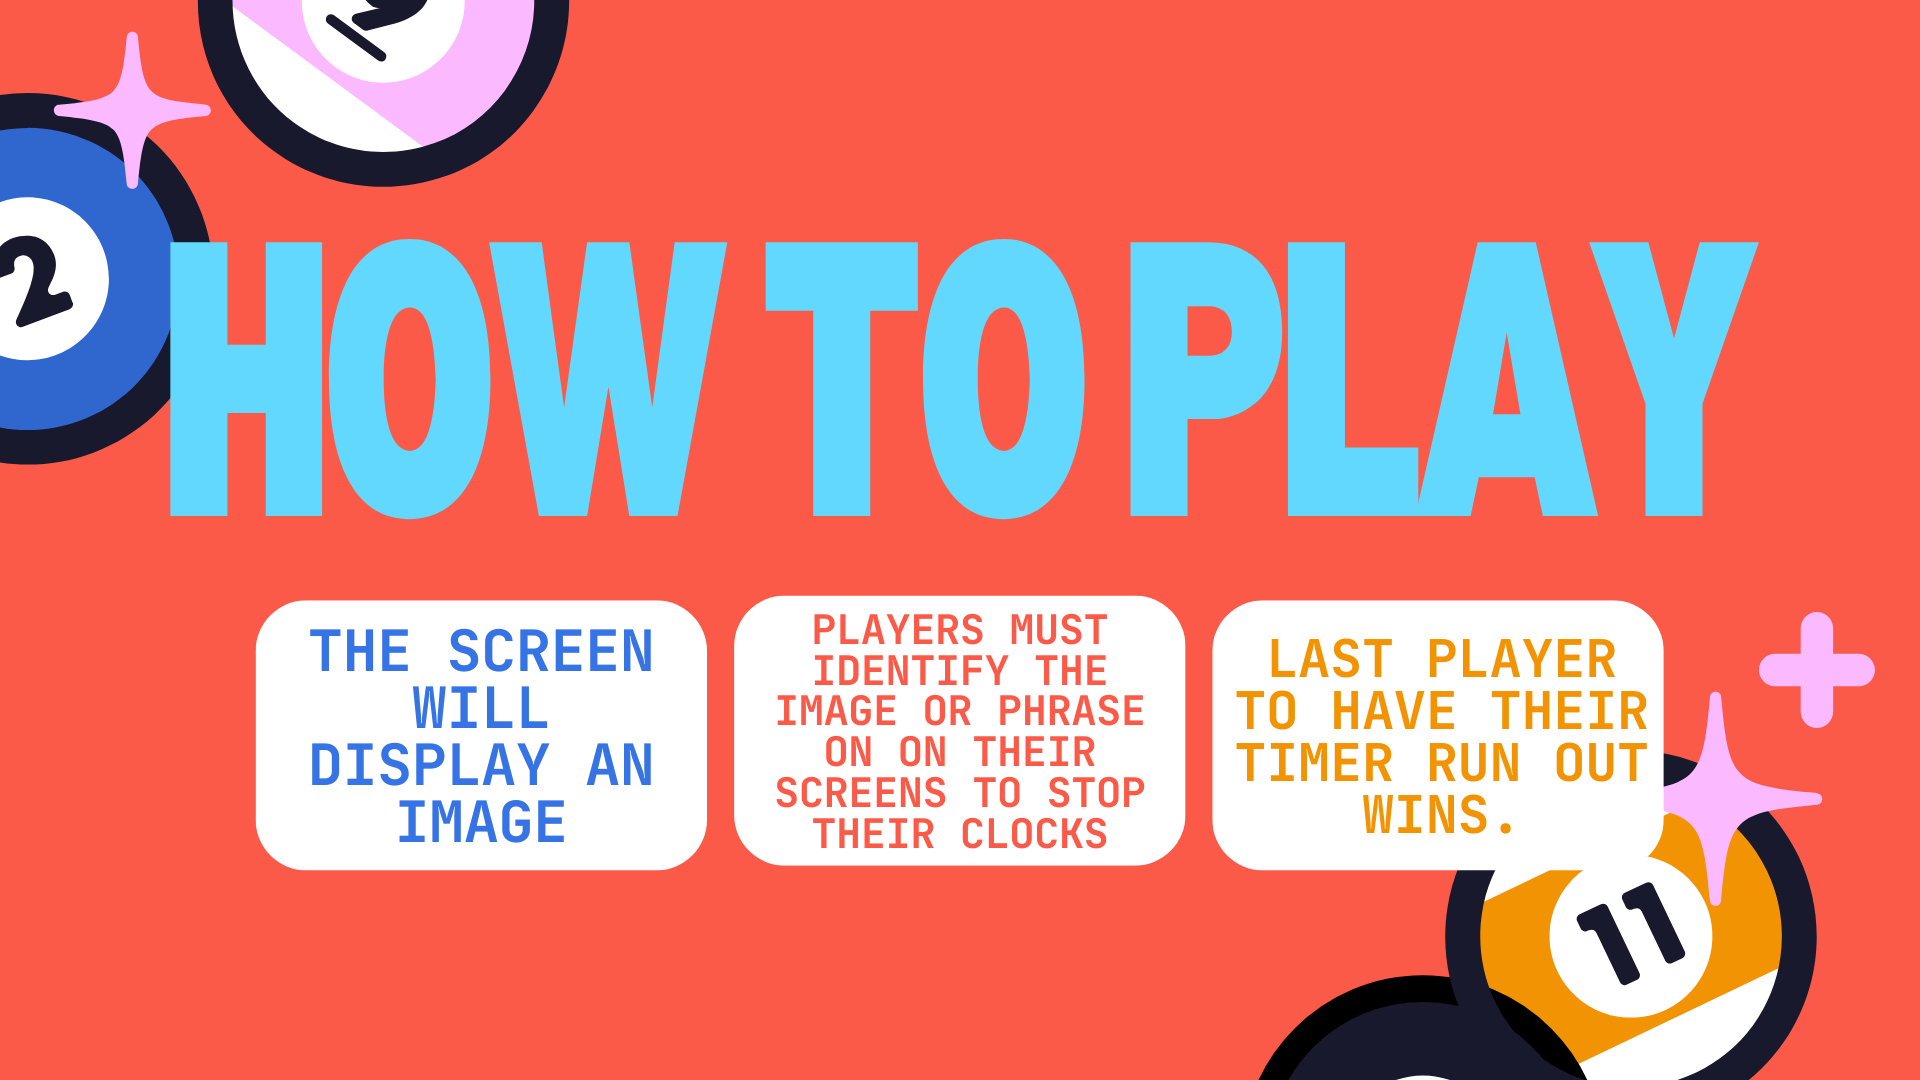 2
HOW TO PLAY
THE SCREEN
WILL
DISPLAY AN
IMAGE
PLAYERS MUST
IDENTIFY THE
IMAGE OR PHRASE
ON ON THEIR
SCREENS TO STOP
THEIR CLOCKS
LAST PLAYER
TO HAVE THEIR
TIMER RUN OUT
WINS.
11